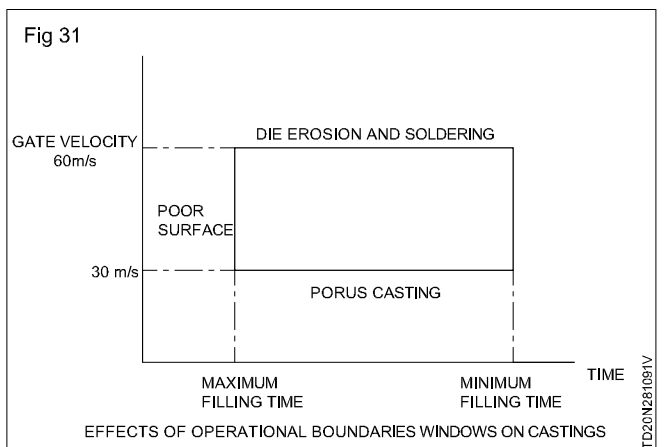 Fig 31
GATE VELOCITY
60m/s
DIE EROSION AND SOLDERING
POOR
SURFACE
30 m/s
PORUS CASTING
TIME
MAXIMUM
FILLING TIME
MINIMUM
FILLING TIME
EFFECTS OF OPERATIONAL BOUNDARIES WINDOWS ON CASTINGS
TD20N281091V